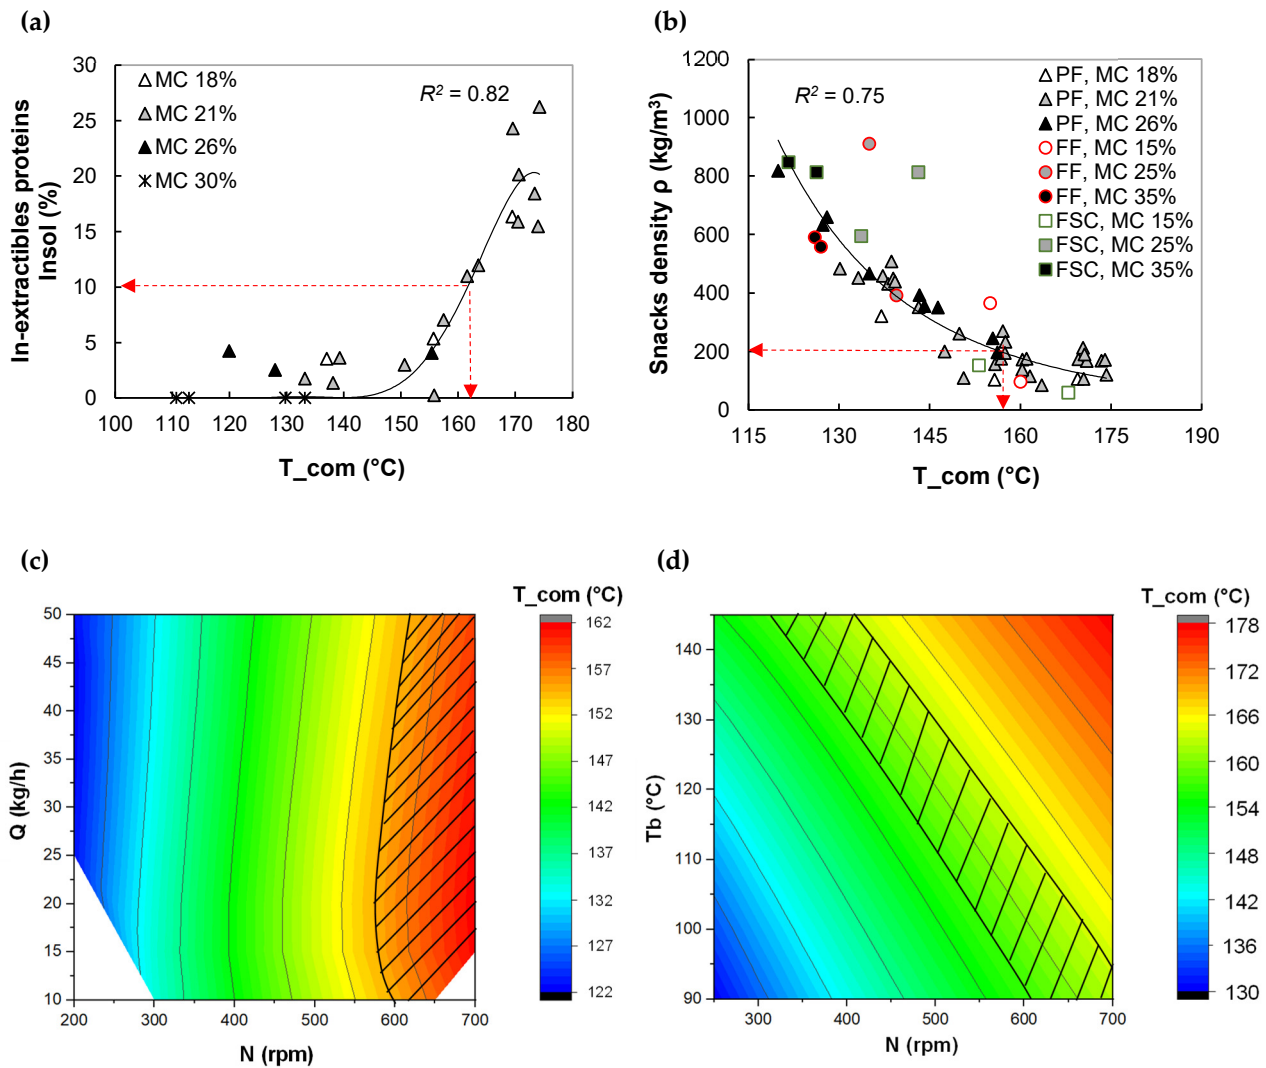 (a)
In-extractibles proteins
Insol (%)
30
25
20
15
10
5
0
MC 18%
MC 21%
MC 26%
MC 30%
R² = 0.82
100 110 120 130 140 150 160 170 180
T_com (°C)
(b)
Snacks density ρ (kg/m³)
1200
1000
800
600
400
200
0
R² = 0.75
PF, MC 18%
PF, MC 21%
PF, MC 26%
FF, MC 15%
FF, MC 25%
FF, MC 35%
FSC, MC 15%
FSC, MC 25%
FSC, MC 35%
115 130 145 160 175 190
T_com (°C)
(c)
Q (kg/h)
50
45
40
35
30
25
20
15
10
200 300 400 500 600 700
N (rpm)
T_com (°C)
162
157
152
147
142
137
132
127
122
(d)
Tb (°C)
140
130
120
110
100
90
300 400 500 600 700
N (rpm)
T_com (°C)
178
172
166
160
154
148
142
136
130